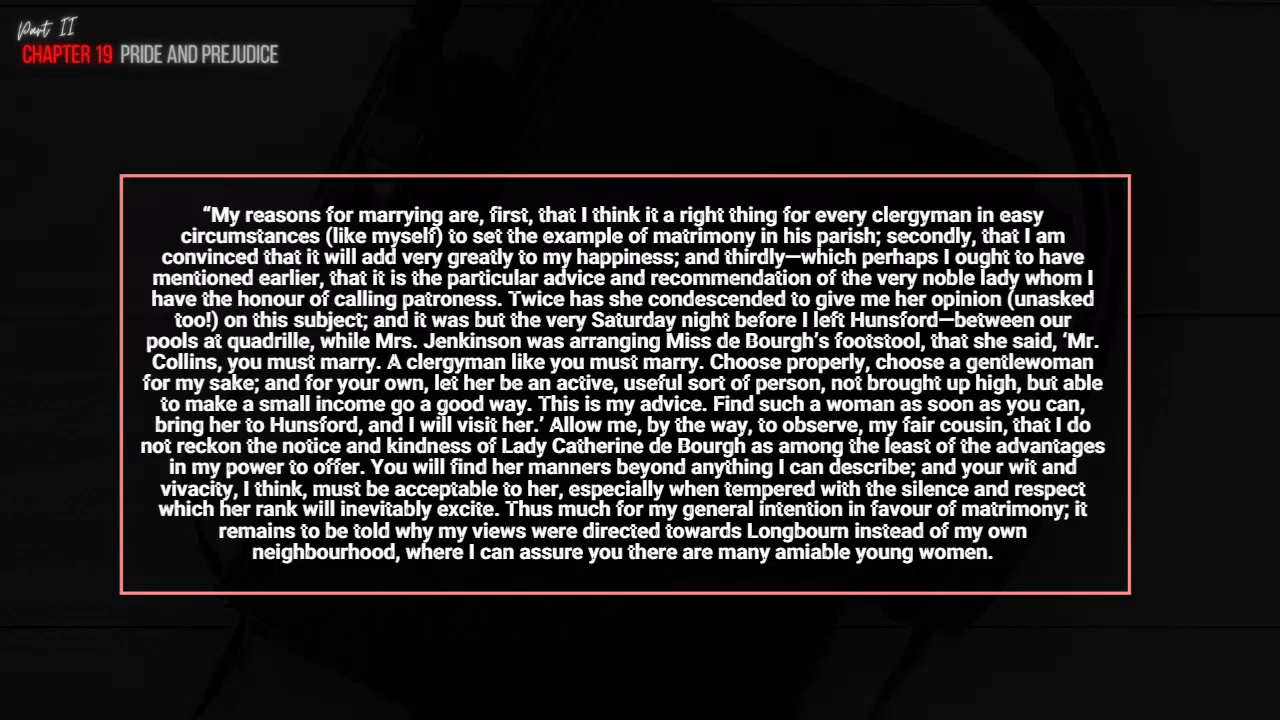 Part II
CHAPTER 19 PRIDE AND PREJUDICE
“My reasons for marrying are, first, that I think it a right thing for every clergyman in easy
circumstances (like myself) to set the example of matrimony in his parish; secondly, that I am
convinced that it will add very greatly to my happiness; and thirdly—which perhaps I ought to have
mentioned earlier, that it is the particular advice and recommendation of the very noble lady whom I
have the honour of calling patroness. Twice has she condescended to give me her opinion (unasked
too!) on this subject; and it was but the very Saturday night before I left Hunsford—between our
pools at quadrille, while Mrs. Jenkinson was arranging Miss de Bourgh’s footstool, that she said, ‘Mr.
Collins, you must marry. A clergyman like you must marry. Choose properly, choose a gentlewoman
for my sake; and for your own, let her be an active, useful sort of person, not brought up high, but able
to make a small income go a good way. This is my advice. Find such a woman as soon as you can,
bring her to Hunsford, and I will visit her.’ Allow me, by the way, to observe, my fair cousin, that I do
not reckon the notice and kindness of Lady Catherine de Bourgh as among the least of the advantages
in my power to offer. You will find her manners beyond anything I can describe; and your wit and
vivacity, I think, must be acceptable to her, especially when tempered with the silence and respect
which her rank will inevitably excite. Thus much for my general intention in favour of matrimony; it
remains to be told why my views were directed towards Longbourn instead of my own
neighbourhood, where I can assure you there are many amiable young women.